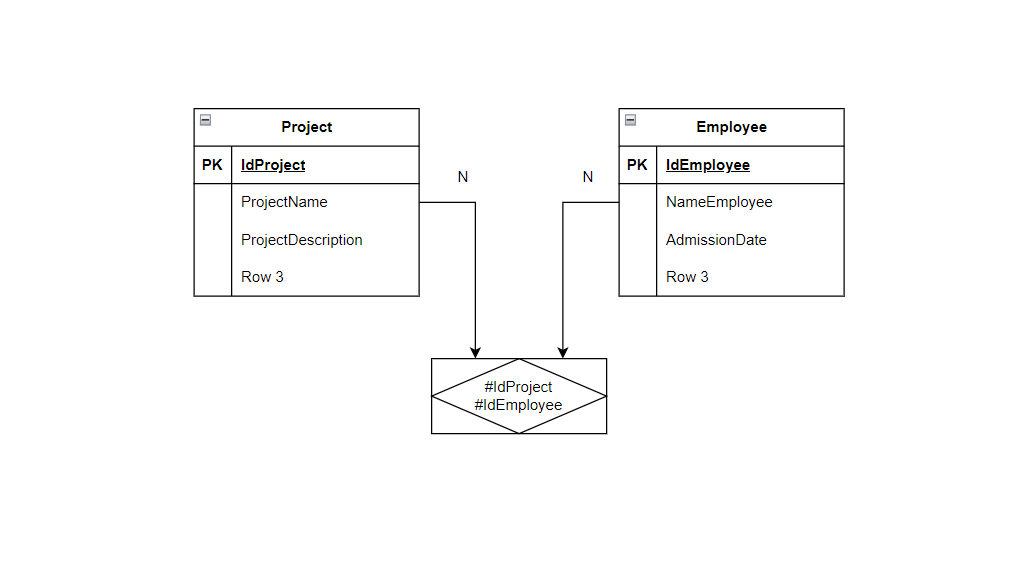 Project
PK IdProject
ProjectName
ProjectDescription
Row 3
N
N
Employee
PK IdEmployee
NameEmployee
AdmissionDate
Row 3
#IdProject
#IdEmployee